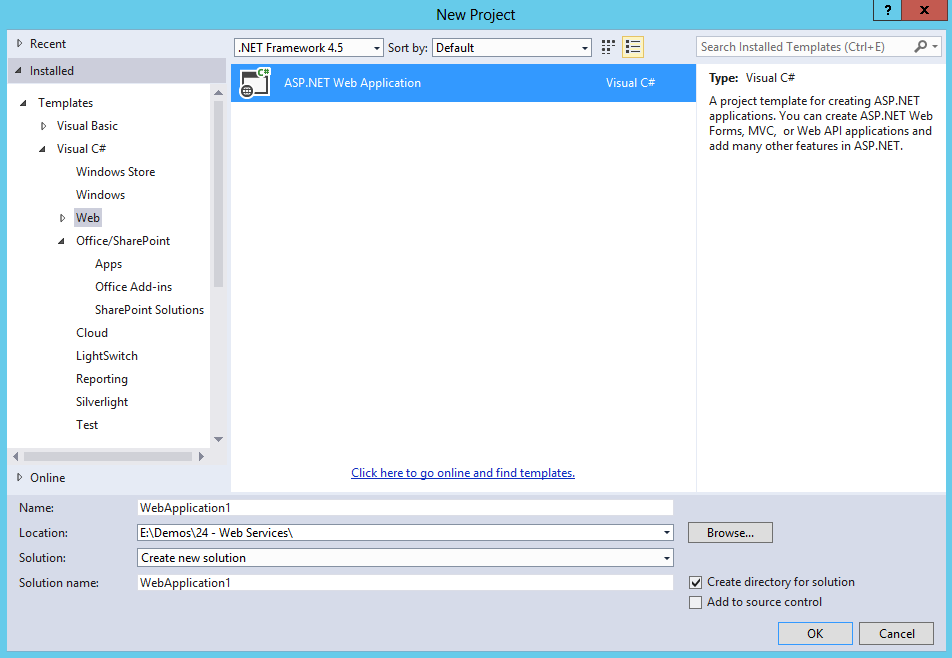 New Project
?
x
Recent
Installed
Templates
Visual Basic
Visual C#
Windows Store
Windows
Web
Office/SharePoint
Apps
Office Add-ins
SharePoint Solutions
Cloud
LightSwitch
Reporting
Silverlight
Test
Online
.NET Framework 4.5
Sort by:
Default
C#
ASP.NET Web Application
Visual C#
Click here to go online and find templates.
Search Installed Templates (Ctrl+E)
Type: Visual C#
A project template for creating ASP.NET
applications. You can create ASP.NET Web
Forms, MVC, or Web API applications and
add many other features in ASP.NET.
Name:
WebApplication1
Location:
E:\Demos\24 - Web Services\
Browse...
Solution:
Create new solution
Solution name:
WebApplication1
Create directory for solution
Add to source control
OK
Cancel